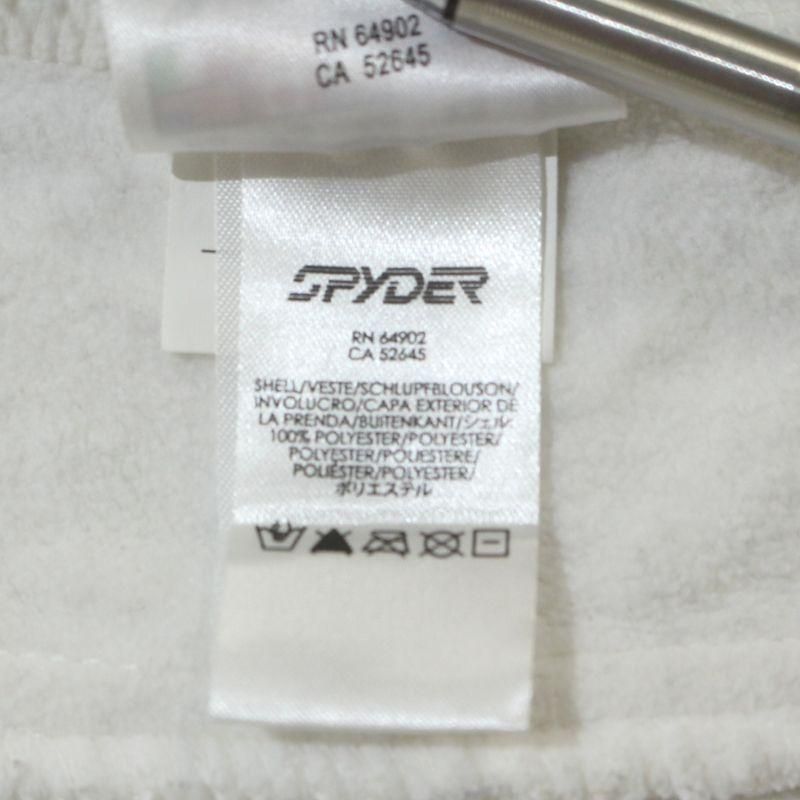 RN 64902
CA 52645
SPYDER
RN 64902
CA 52645
SHELL/VESTE/SCHLUPFBLOUSON/
INVOLUCRO/CAPA EXTERIOR DE
LA PRENDA/BUITENKANT/シェル:
100% POLYESTER/POLYESTER/
POLYESTER/POLIESTERE/
POLIÉSTER/POLYESTER/
ポリエステル